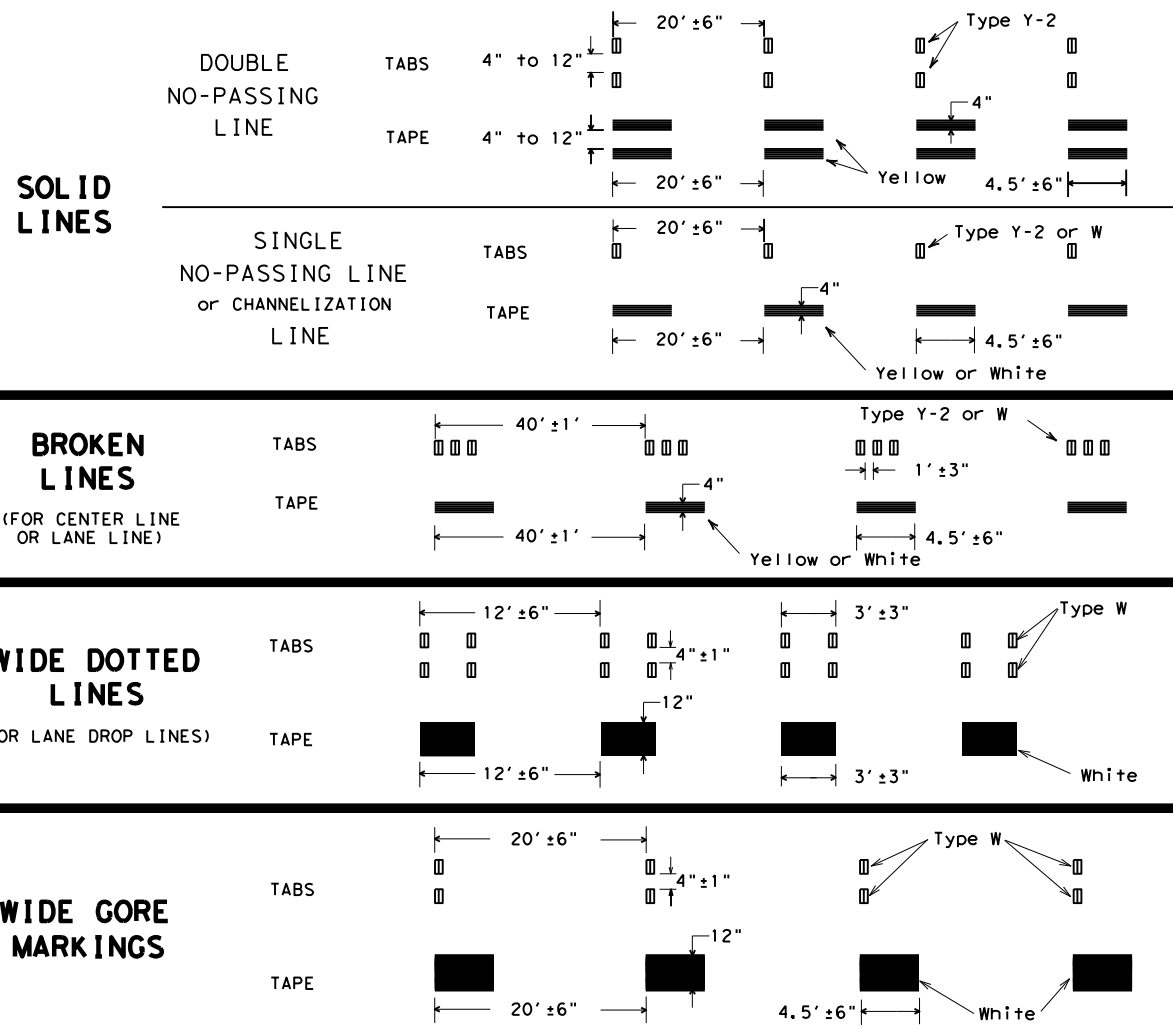 SOLID
LINES
DOUBLE
NO-PASSING
LINE
TABS
4" to 12"
20'±6"
Type Y-2
TAPE
4" to 12"
4"
Yellow
20'±6"
4.5'±6"
SINGLE
NO-PASSING LINE
or CHANNELIZATION
LINE
TABS
20'±6"
Type Y-2 or W
TAPE
4"
20'±6"
4.5'±6"
Yellow or White
BROKEN
LINES
(FOR CENTER LINE
OR LANE LINE)
TABS
40'±1'
Type Y-2 or W
1'±3"
TAPE
4"
40'±1'
4.5'±6"
Yellow or White
WIDE DOTTED
LINES
OR LANE DROP LINES)
TABS
12'±6"
3'±3"
Type W
4"±1"
TAPE
12"
12'±6"
3'±3"
White
WIDE GORE
MARKINGS
TABS
20'±6"
Type W
4"±1"
TAPE
12"
20'±6"
4.5'±6"
White